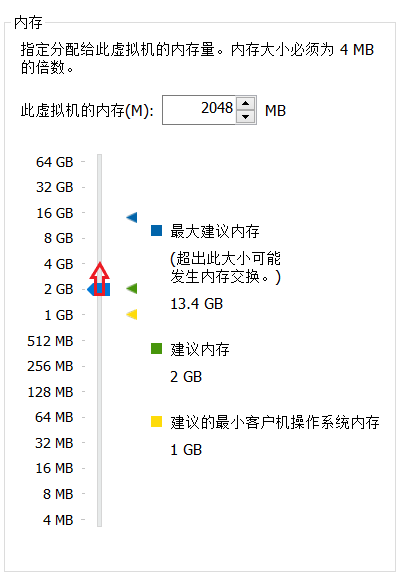 内存
指定分配给此虚拟机的内存量。内存大小必须为 4 MB
的倍数。
此虚拟机的内存(M): 2048 MB
64 GB
32 GB
16 GB
8 GB
4 GB
2 GB
1 GB
512 MB
256 MB
128 MB
64 MB
32 MB
16 MB
8 MB
4 MB
最大建议内存
(超出此大小可能
发生内存交换。)
13.4 GB
建议内存
2 GB
建议的最小客户机操作系统内存
1 GB